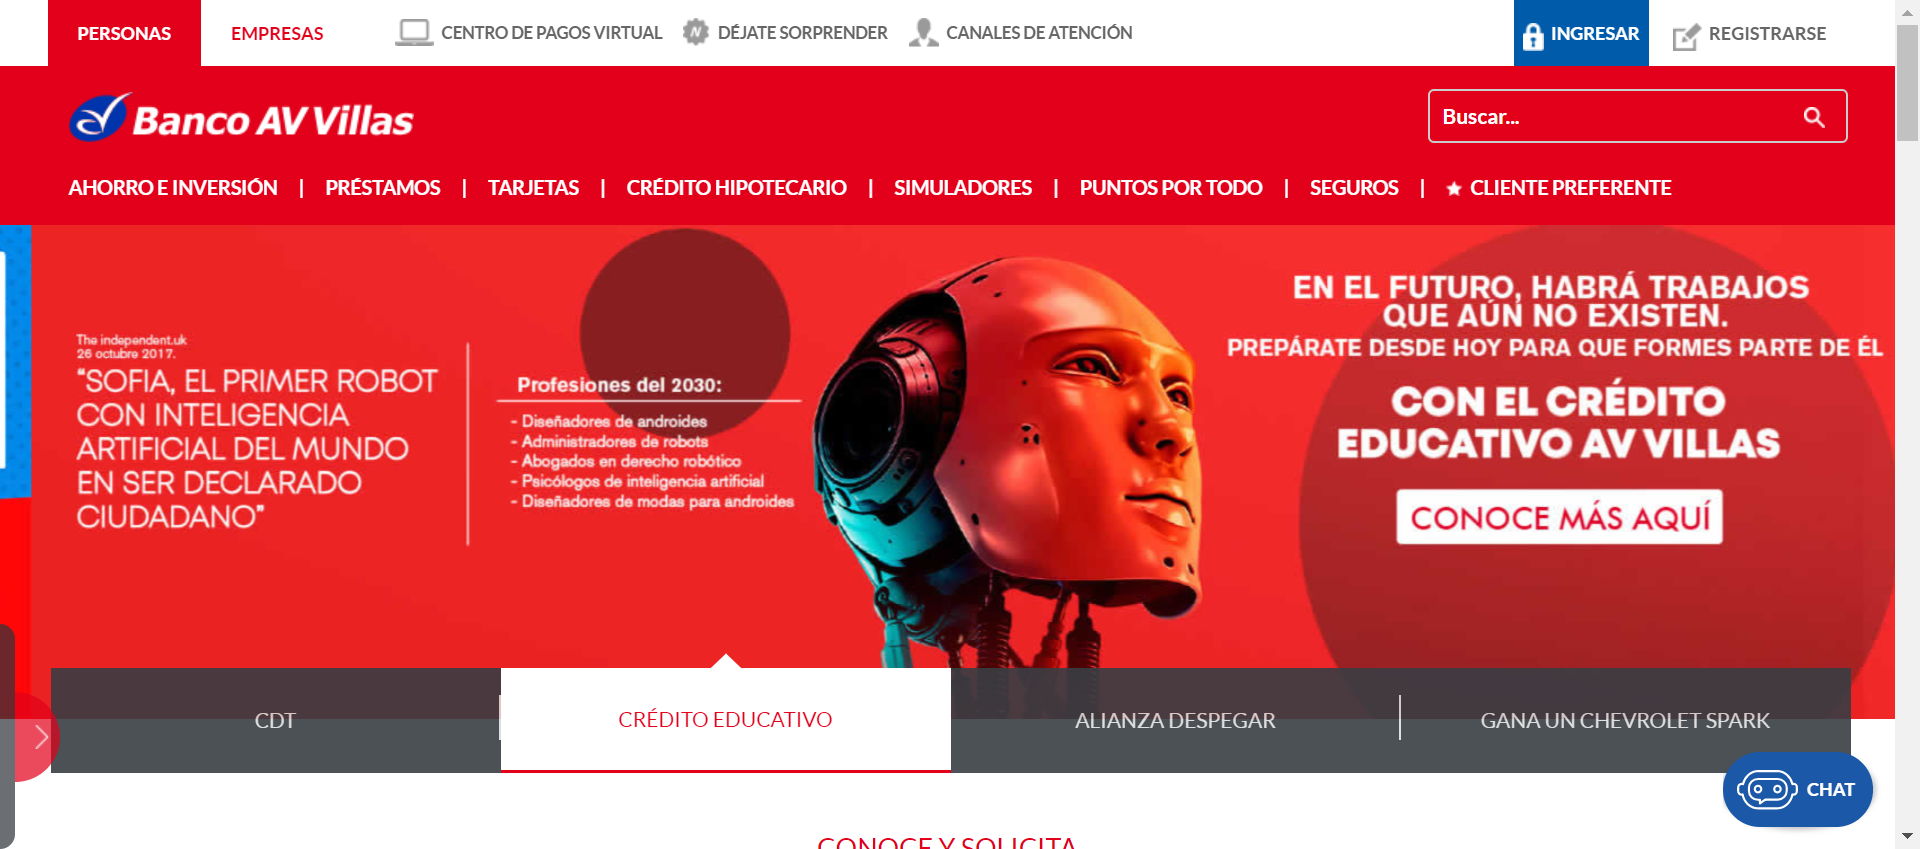 PERSONAS
EMPRESAS
CENTRO DE PAGOS VIRTUAL
DÉJATE SORPRENDER
CANALES DE ATENCIÓN
INGRESAR
REGISTRARSE
Banco AV Villas
Buscar...
AHORRO E INVERSIÓN | PRÉSTAMOS | TARJETAS | CRÉDITO HIPOTECARIO | SIMULADORES | PUNTOS POR TODO | SEGUROS | CLIENTE PREFERENTE
The independent.uk
26 octubre 2017.
“SOFIA, EL PRIMER ROBOT
CON INTELIGENCIA
ARTIFICIAL DEL MUNDO
EN SER DECLARADO
CIUDADANO”
Profesiones del 2030:
- Diseñadores de androides
- Administradores de robots
- Abogados en derecho robótico
- Psicólogos de inteligencia artificial
- Diseñadores de modas para androides
EN EL FUTURO, HABRÁ TRABAJOS
QUE AÚN NO EXISTEN.
PREPÁRATE DESDE HOY PARA QUE FORMES PARTE DE ÉL
CON EL CRÉDITO
EDUCATIVO AV VILLAS
CONOCE MÁS AQUÍ
CDT
CRÉDITO EDUCATIVO
ALIANZA DESPEGAR
GANA UN CHEVROLET SPARK
CHAT
CONOCE Y SOLICITA